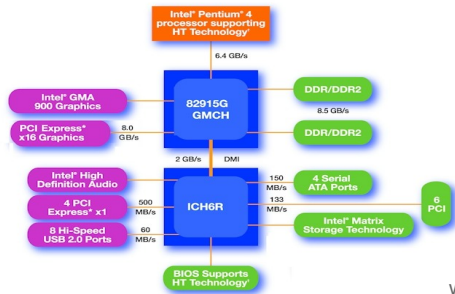 Intel® Pentium® 4
processor supporting
HT Technology¹
6.4 GB/s
Intel® GMA
900 Graphics
82915G
GMCH
DDR/DDR2
8.5 GB/s
PCI Express®
x16 Graphics
8.0
GB/s
DDR/DDR2
2 GB/s
DMI
Intel® High
Definition Audio
150
MB/s
4 Serial
ATA Ports
4 PCI
Express® x1
500
MB/s
ICH6R
133
MB/s
6
PCI
8 Hi-Speed
USB 2.0 Ports
60
MB/s
Intel® Matrix
Storage Technology
BIOS Supports
HT Technology¹